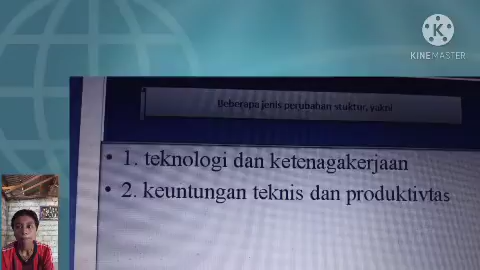 KINEMASTER
Beberapa jenis perubahan stuktur, yakni
• 1. teknologi dan ketenagakerjaan
• 2. keuntungan teknis dan produktivtas